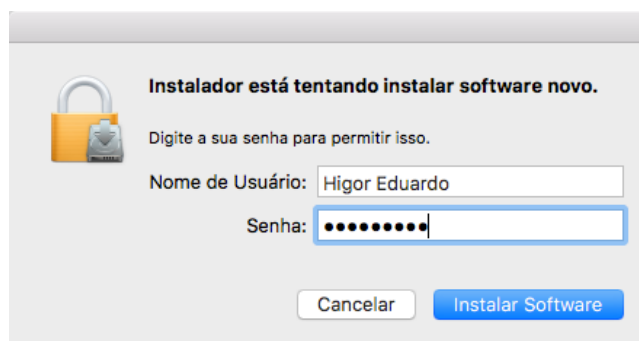 Instalador está tentando instalar software novo.
Digite a sua senha para permitir isso.
Nome de Usuário: Higor Eduardo
Senha: •••••••••
Cancelar Instalar Software